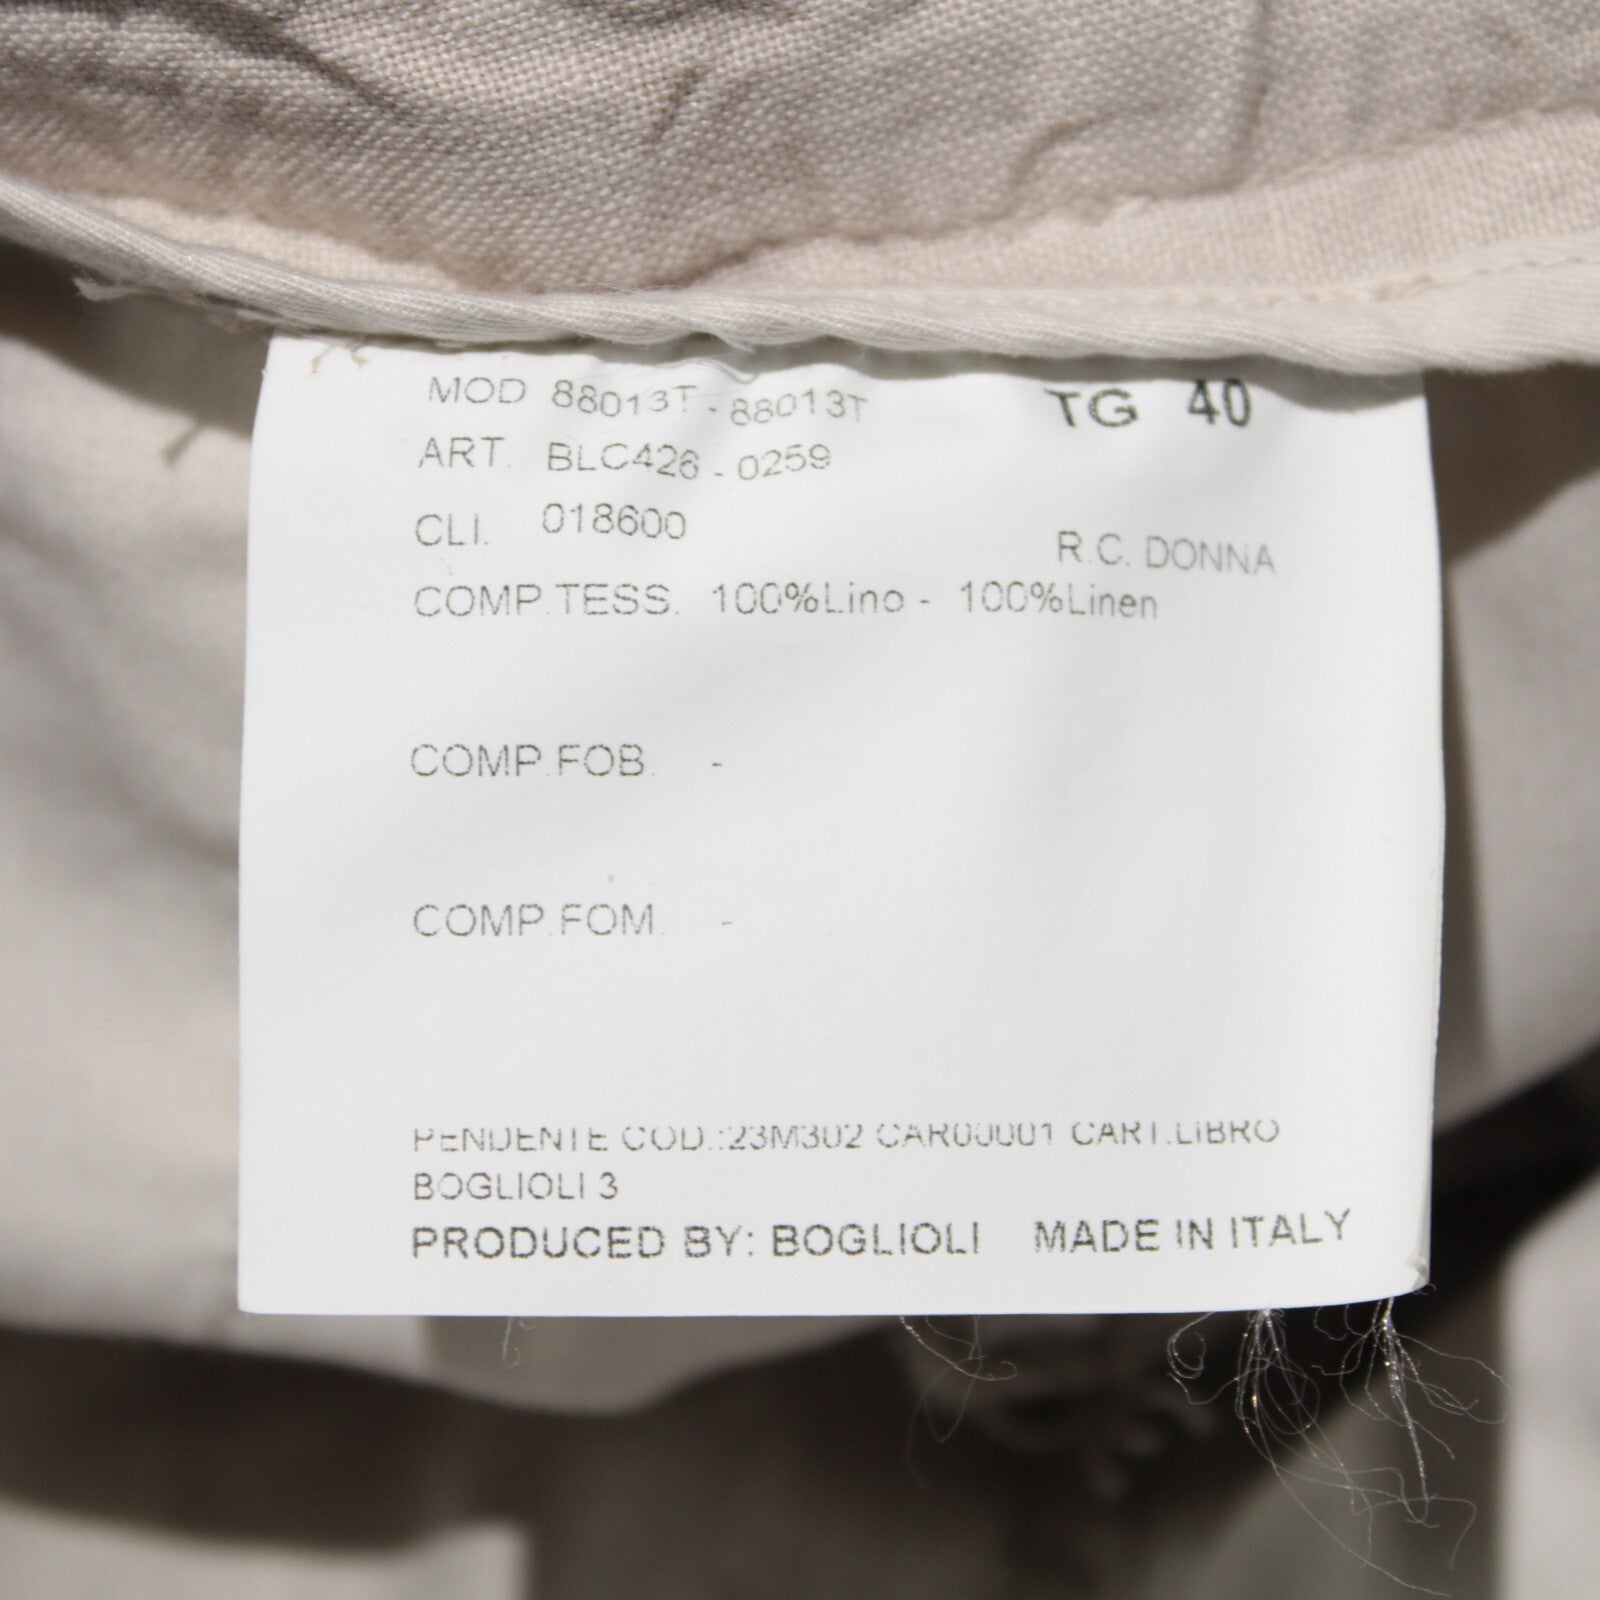 MOD 88013T - 88013T TG 40
ART. BLC426 - 0259
CLI. 018600
R.C. DONNA
COMP.TESS. 100%Lino - 100%Linen
COMP.FOB. -
COMP.FOM. -
PENDENTE COD.:23M302 CAR00001 CART.LIBRO
BOGLIOLI 3
PRODUCED BY: BOGLIOLI MADE IN ITALY